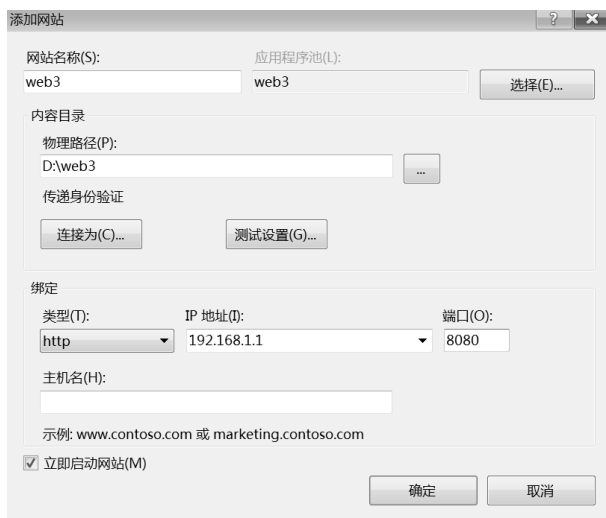 添加网站
网站名称(S): 应用程序池(L):
web3 web3 选择(E)...
内容目录
物理路径(P):
D:\web3 ...
传递身份验证
连接为(C)... 测试设置(G)...
绑定
类型(T): IP 地址(I): 端口(O):
http 192.168.1.1 8080
主机名(H):
示例: www.contoso.com 或 marketing.contoso.com
立即启动网站(M)
确定 取消